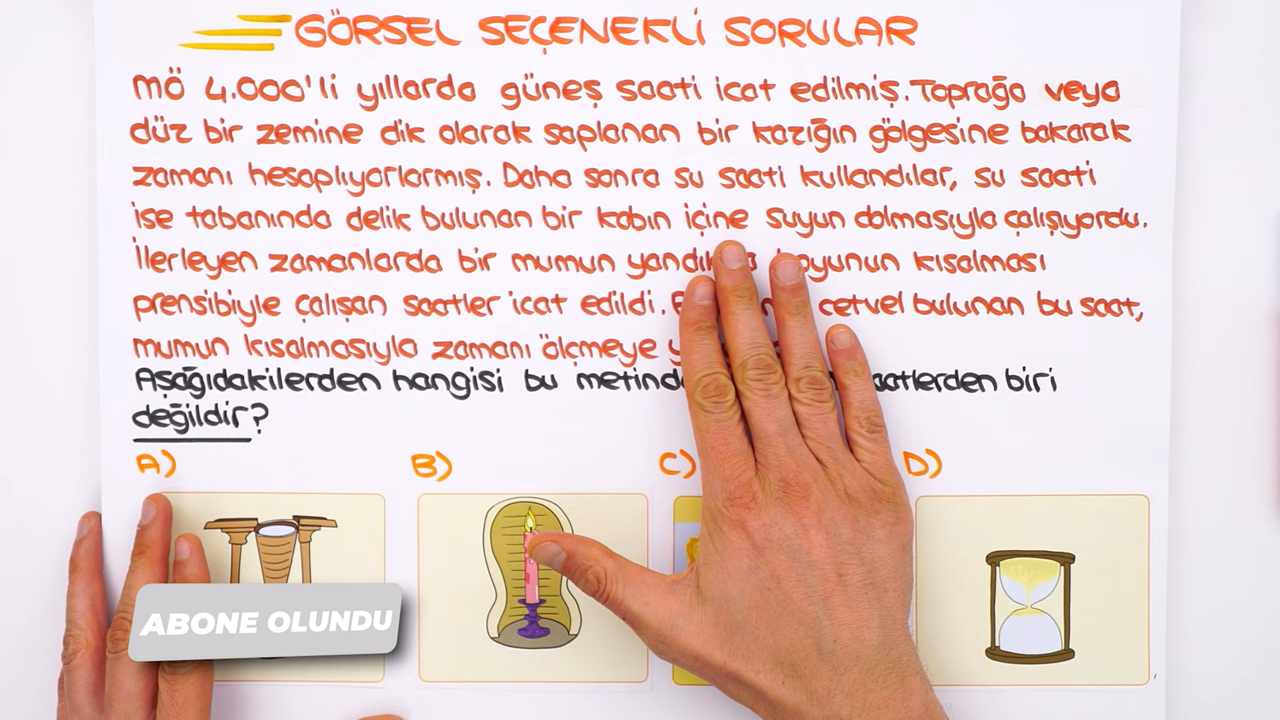 GÖRSEL SEÇENEKLİ SORULAR
MÖ 4.000'li yıllarda güneş saati icat edilmiş. Toprağa veya
düz bir zemine dik olarak saplanan bir kazığın gölgesine bakarak
zamanı hesaplıyorlarmış. Daha sonra su saati kullandılar, su saati
ise tabanında delik bulunan bir kabın içine suyun dolmasıyla çalışıyordu.
İlerleyen zamanlarda bir mumun yandıkça boyunun kısalması
prensibiyle çalışan saatler icat edildi. cetvel bulunan bu saat,
mumun kısalmasıyla zamanı ölçmeye
Aşağıdakilerden hangisi bu metinde saatlerden biri
değildir?
A) B) C) D)
ABONE OLUNDU